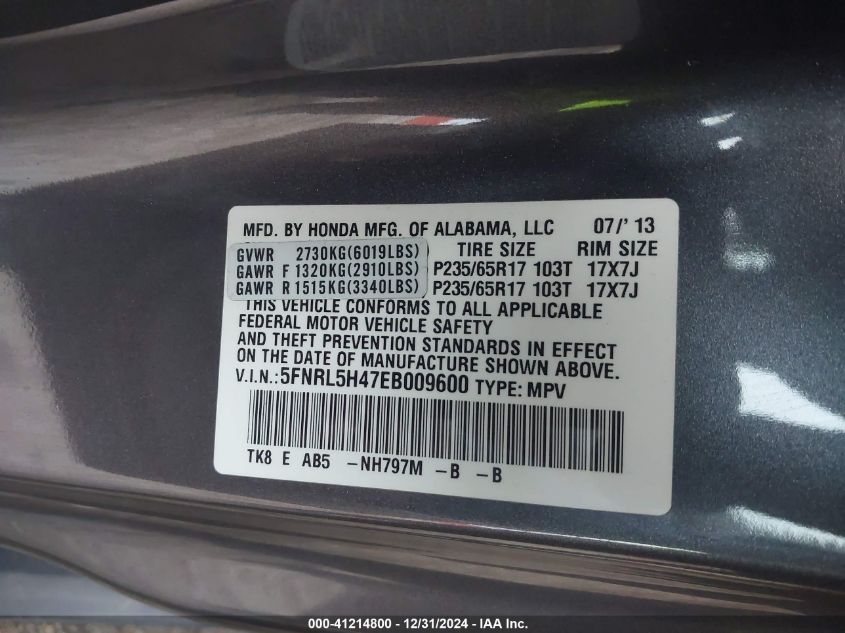 MFD. BY HONDA MFG. OF ALABAMA, LLC 07/' 13
GVWR 2730KG(6019LBS) TIRE SIZE RIM SIZE
GAWR F 1320KG(2910LBS) P235/65R17 103T 17X7J
GAWR R 1515KG(3340LBS) P235/65R17 103T 17X7J
THIS VEHICLE CONFORMS TO ALL APPLICABLE
FEDERAL MOTOR VEHICLE SAFETY
AND THEFT PREVENTION STANDARDS IN EFFECT
ON THE DATE OF MANUFACTURE SHOWN ABOVE.
V.I.N.: 5FNRL5H47EB009600 TYPE: MPV
TK8 E AB5 -NH797M -B -B
000-41214800 - 12/31/2024 - IAA Inc.